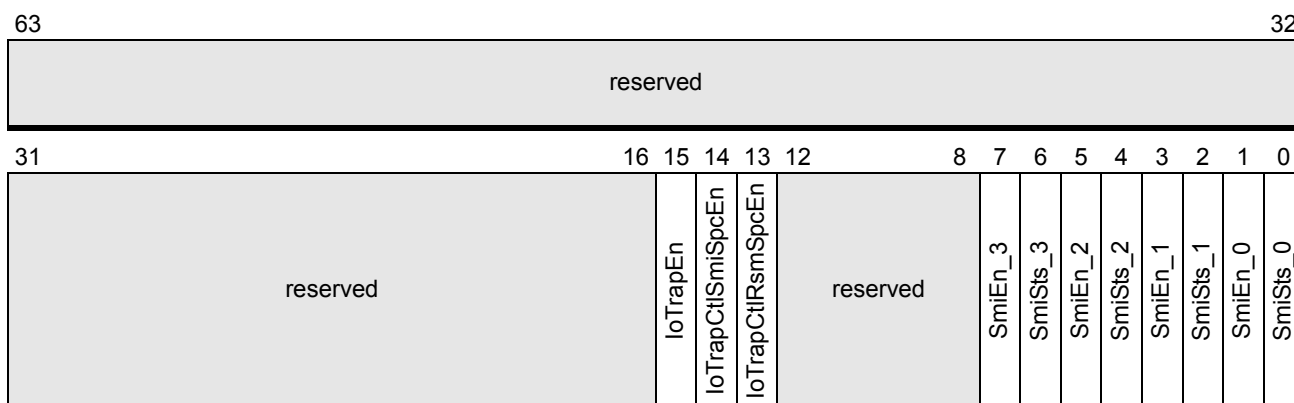 63 32
reserved
31 16 15 14 13 12 8 7 6 5 4 3 2 1 0
reserved
IoTrapEn
IoTrapCtlSmiSpcEn
IoTrapCtlRsmSpcEn
reserved
SmiEn_3
SmiSts_3
SmiEn_2
SmiSts_2
SmiEn_1
SmiSts_1
SmiEn_0
SmiSts_0